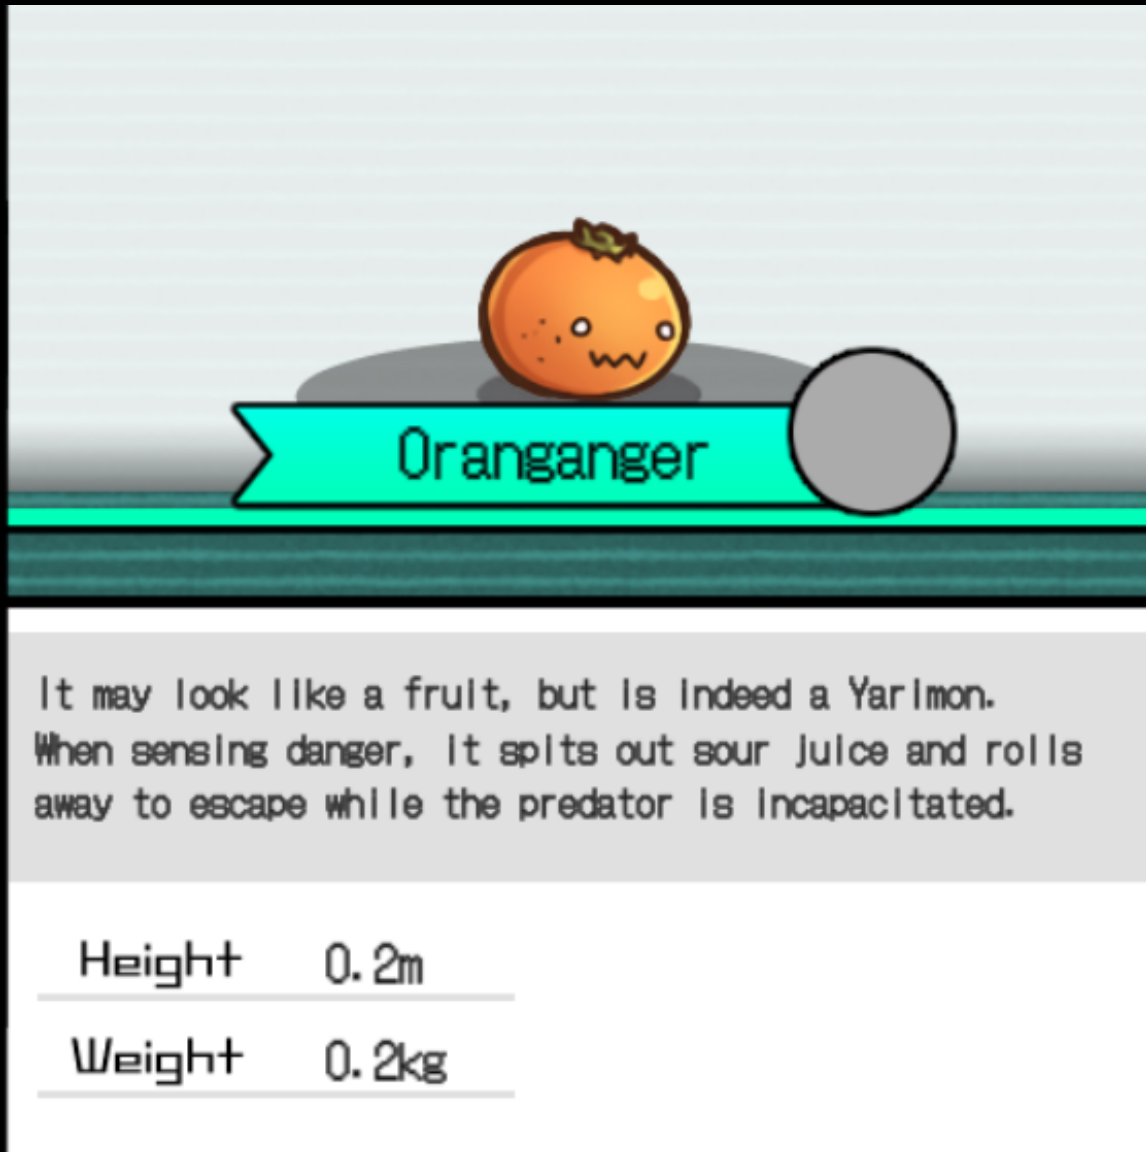 Oranganger
It may look like a fruit, but is indeed a Yarimon.
When sensing danger, it spits out sour juice and rolls
away to escape while the predator is incapacitated.
Height 0.2m
Weight 0.2kg